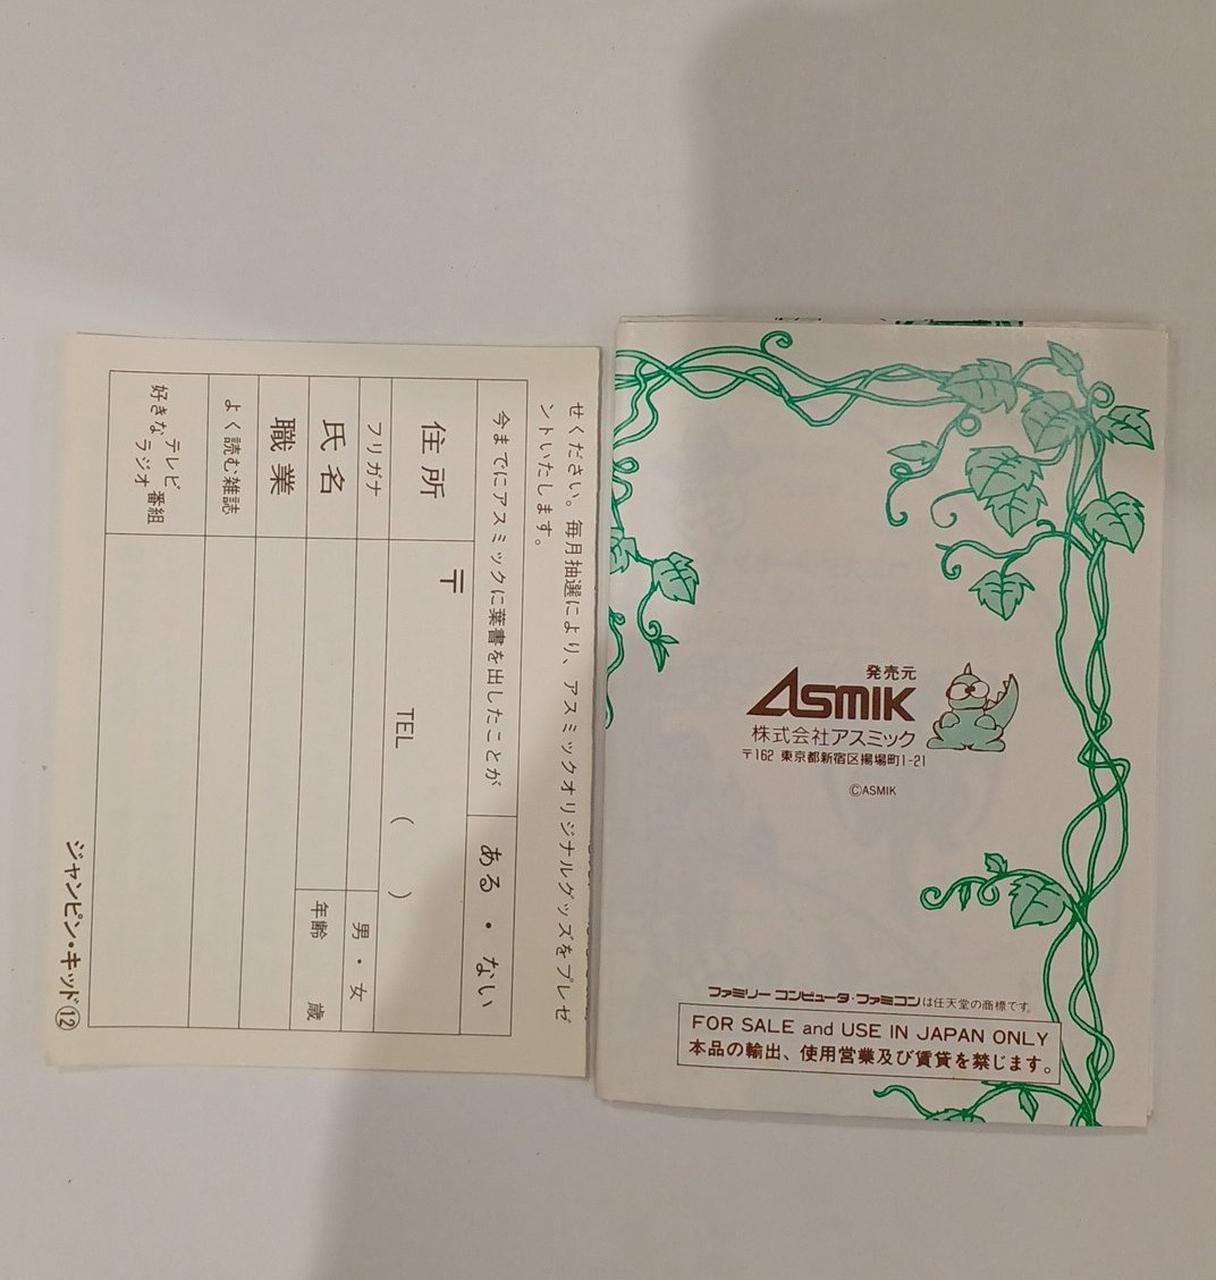 せください。毎月抽選により、アスミックオリジナルグッズをプレゼ
ントいたします。
今までにアスミックに葉書を出したことが
ある・ない
住所
〒
TEL ( )
フリガナ
氏名
男・女
年齢 歳
職業
よく読む雑誌
好きなテレビ番組
ラジオ
ジャンピン・キッド⑫
発売元
ASMIK
株式会社アスミック
〒162 東京都新宿区揚場町1-21
©ASMIK
ファミリーコンピュータ・ファミコンは任天堂の商標です。
FOR SALE and USE IN JAPAN ONLY
本品の輸出、使用営業及び賃貸を禁じます。